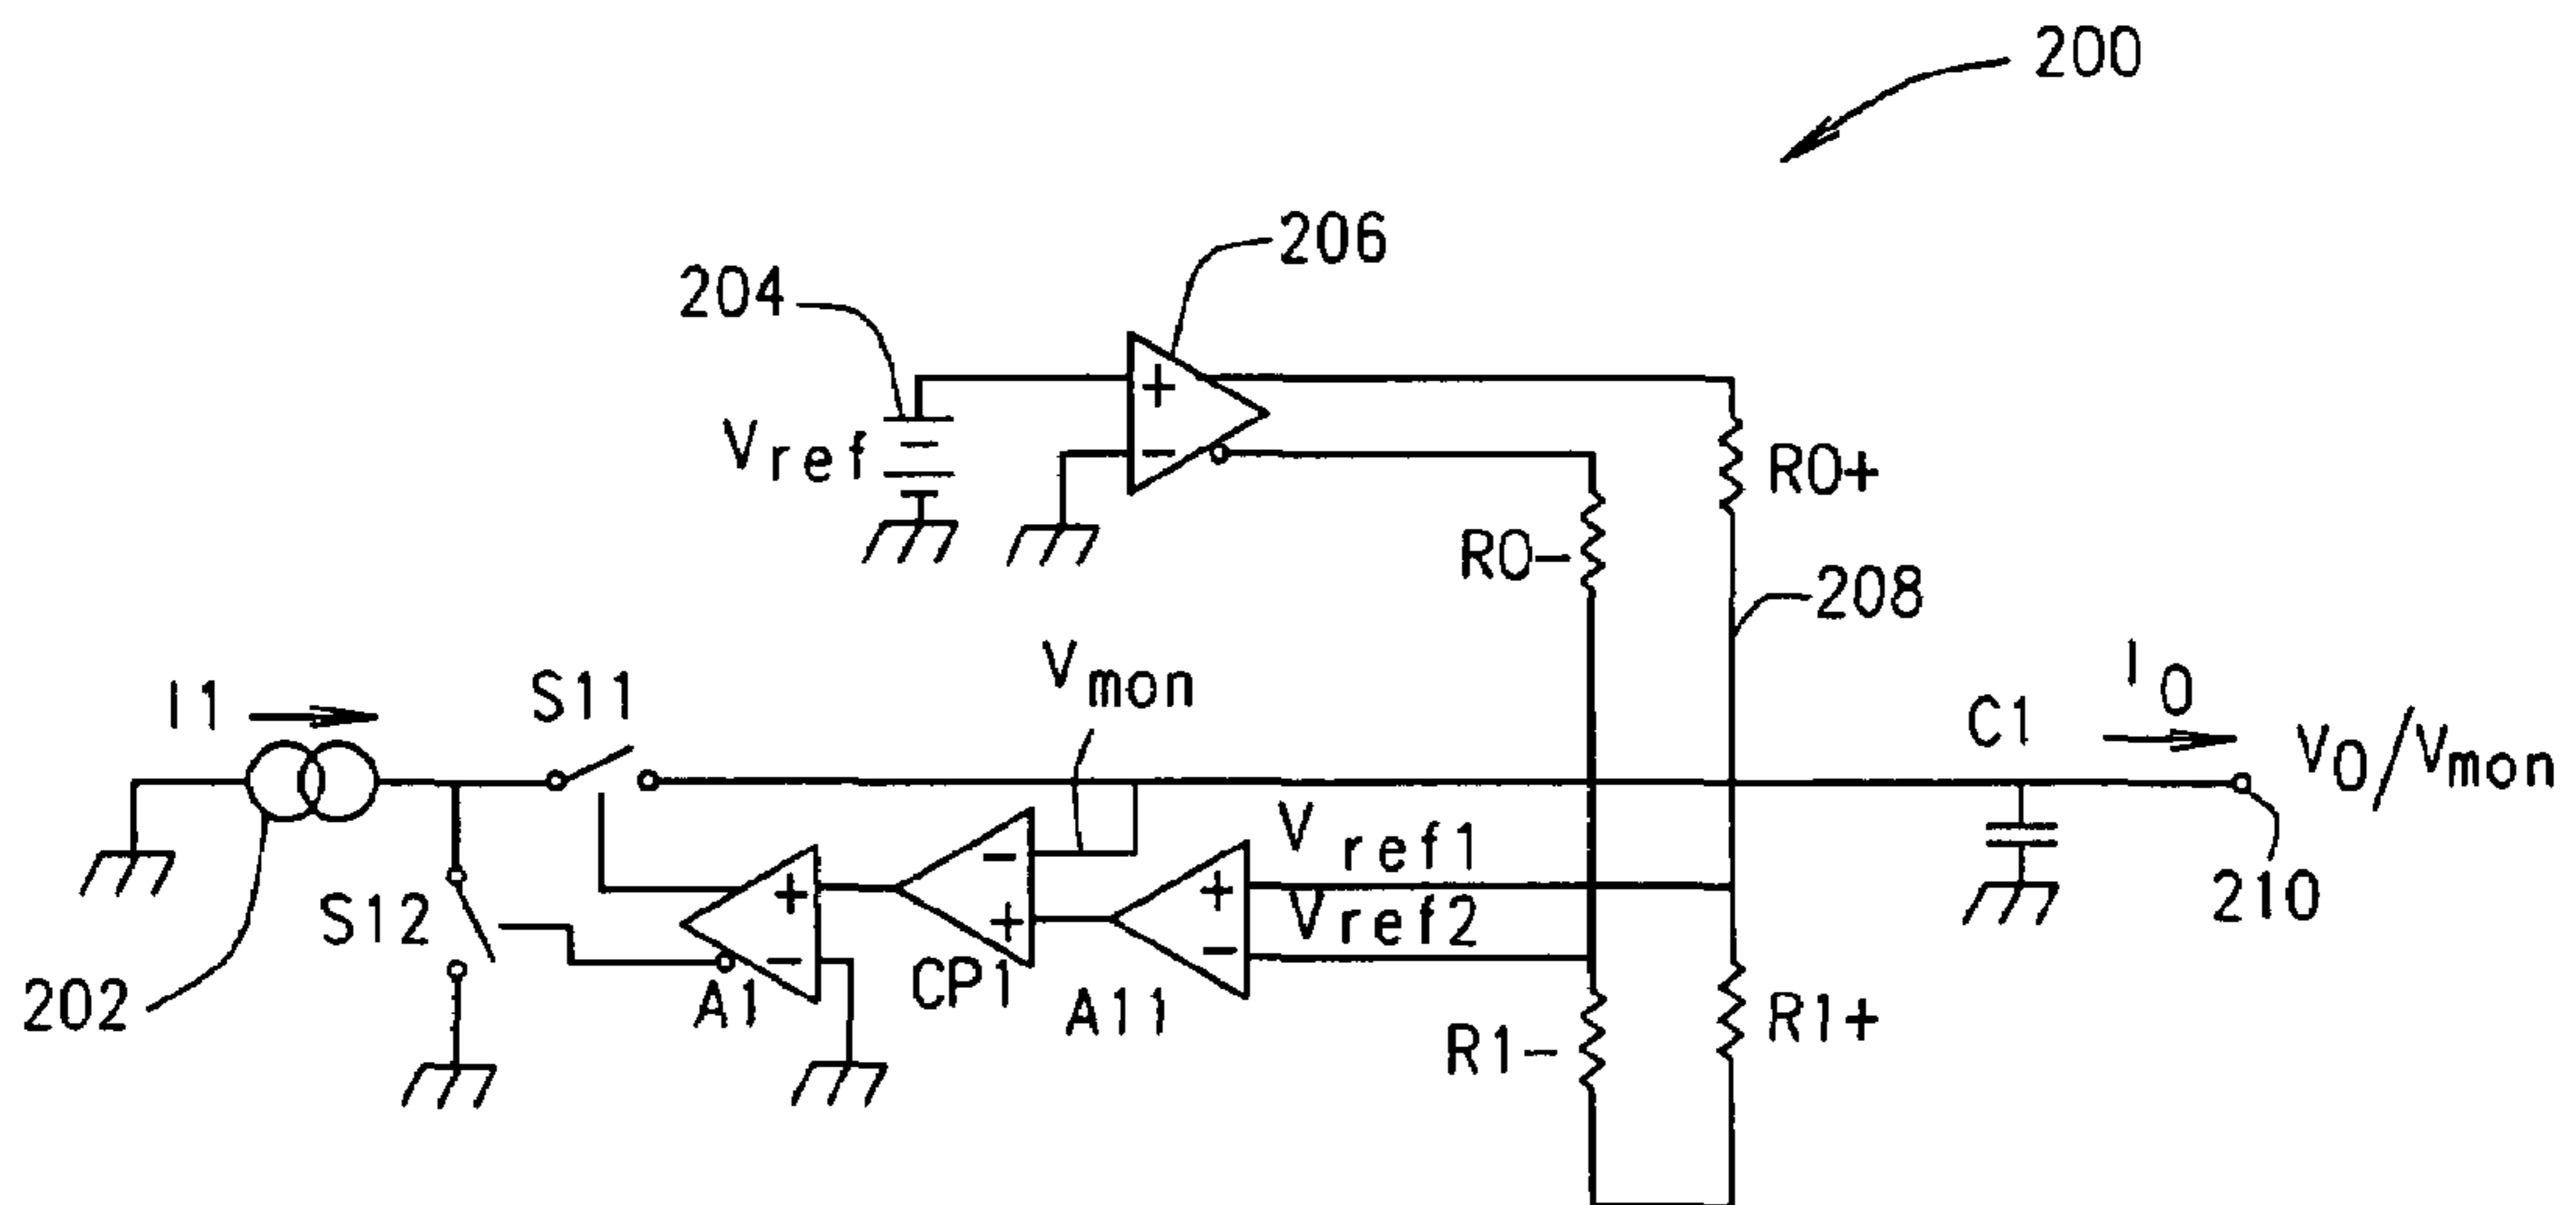 200
206
204
Vref
R0+
R0-
208
I1
S11
Vmon
I0
C1
V0/Vmon
Vref1
Vref2
S12
202
A1
CP1
A11
R1-
R1+
210
+
-
+
-
-
+
+
-